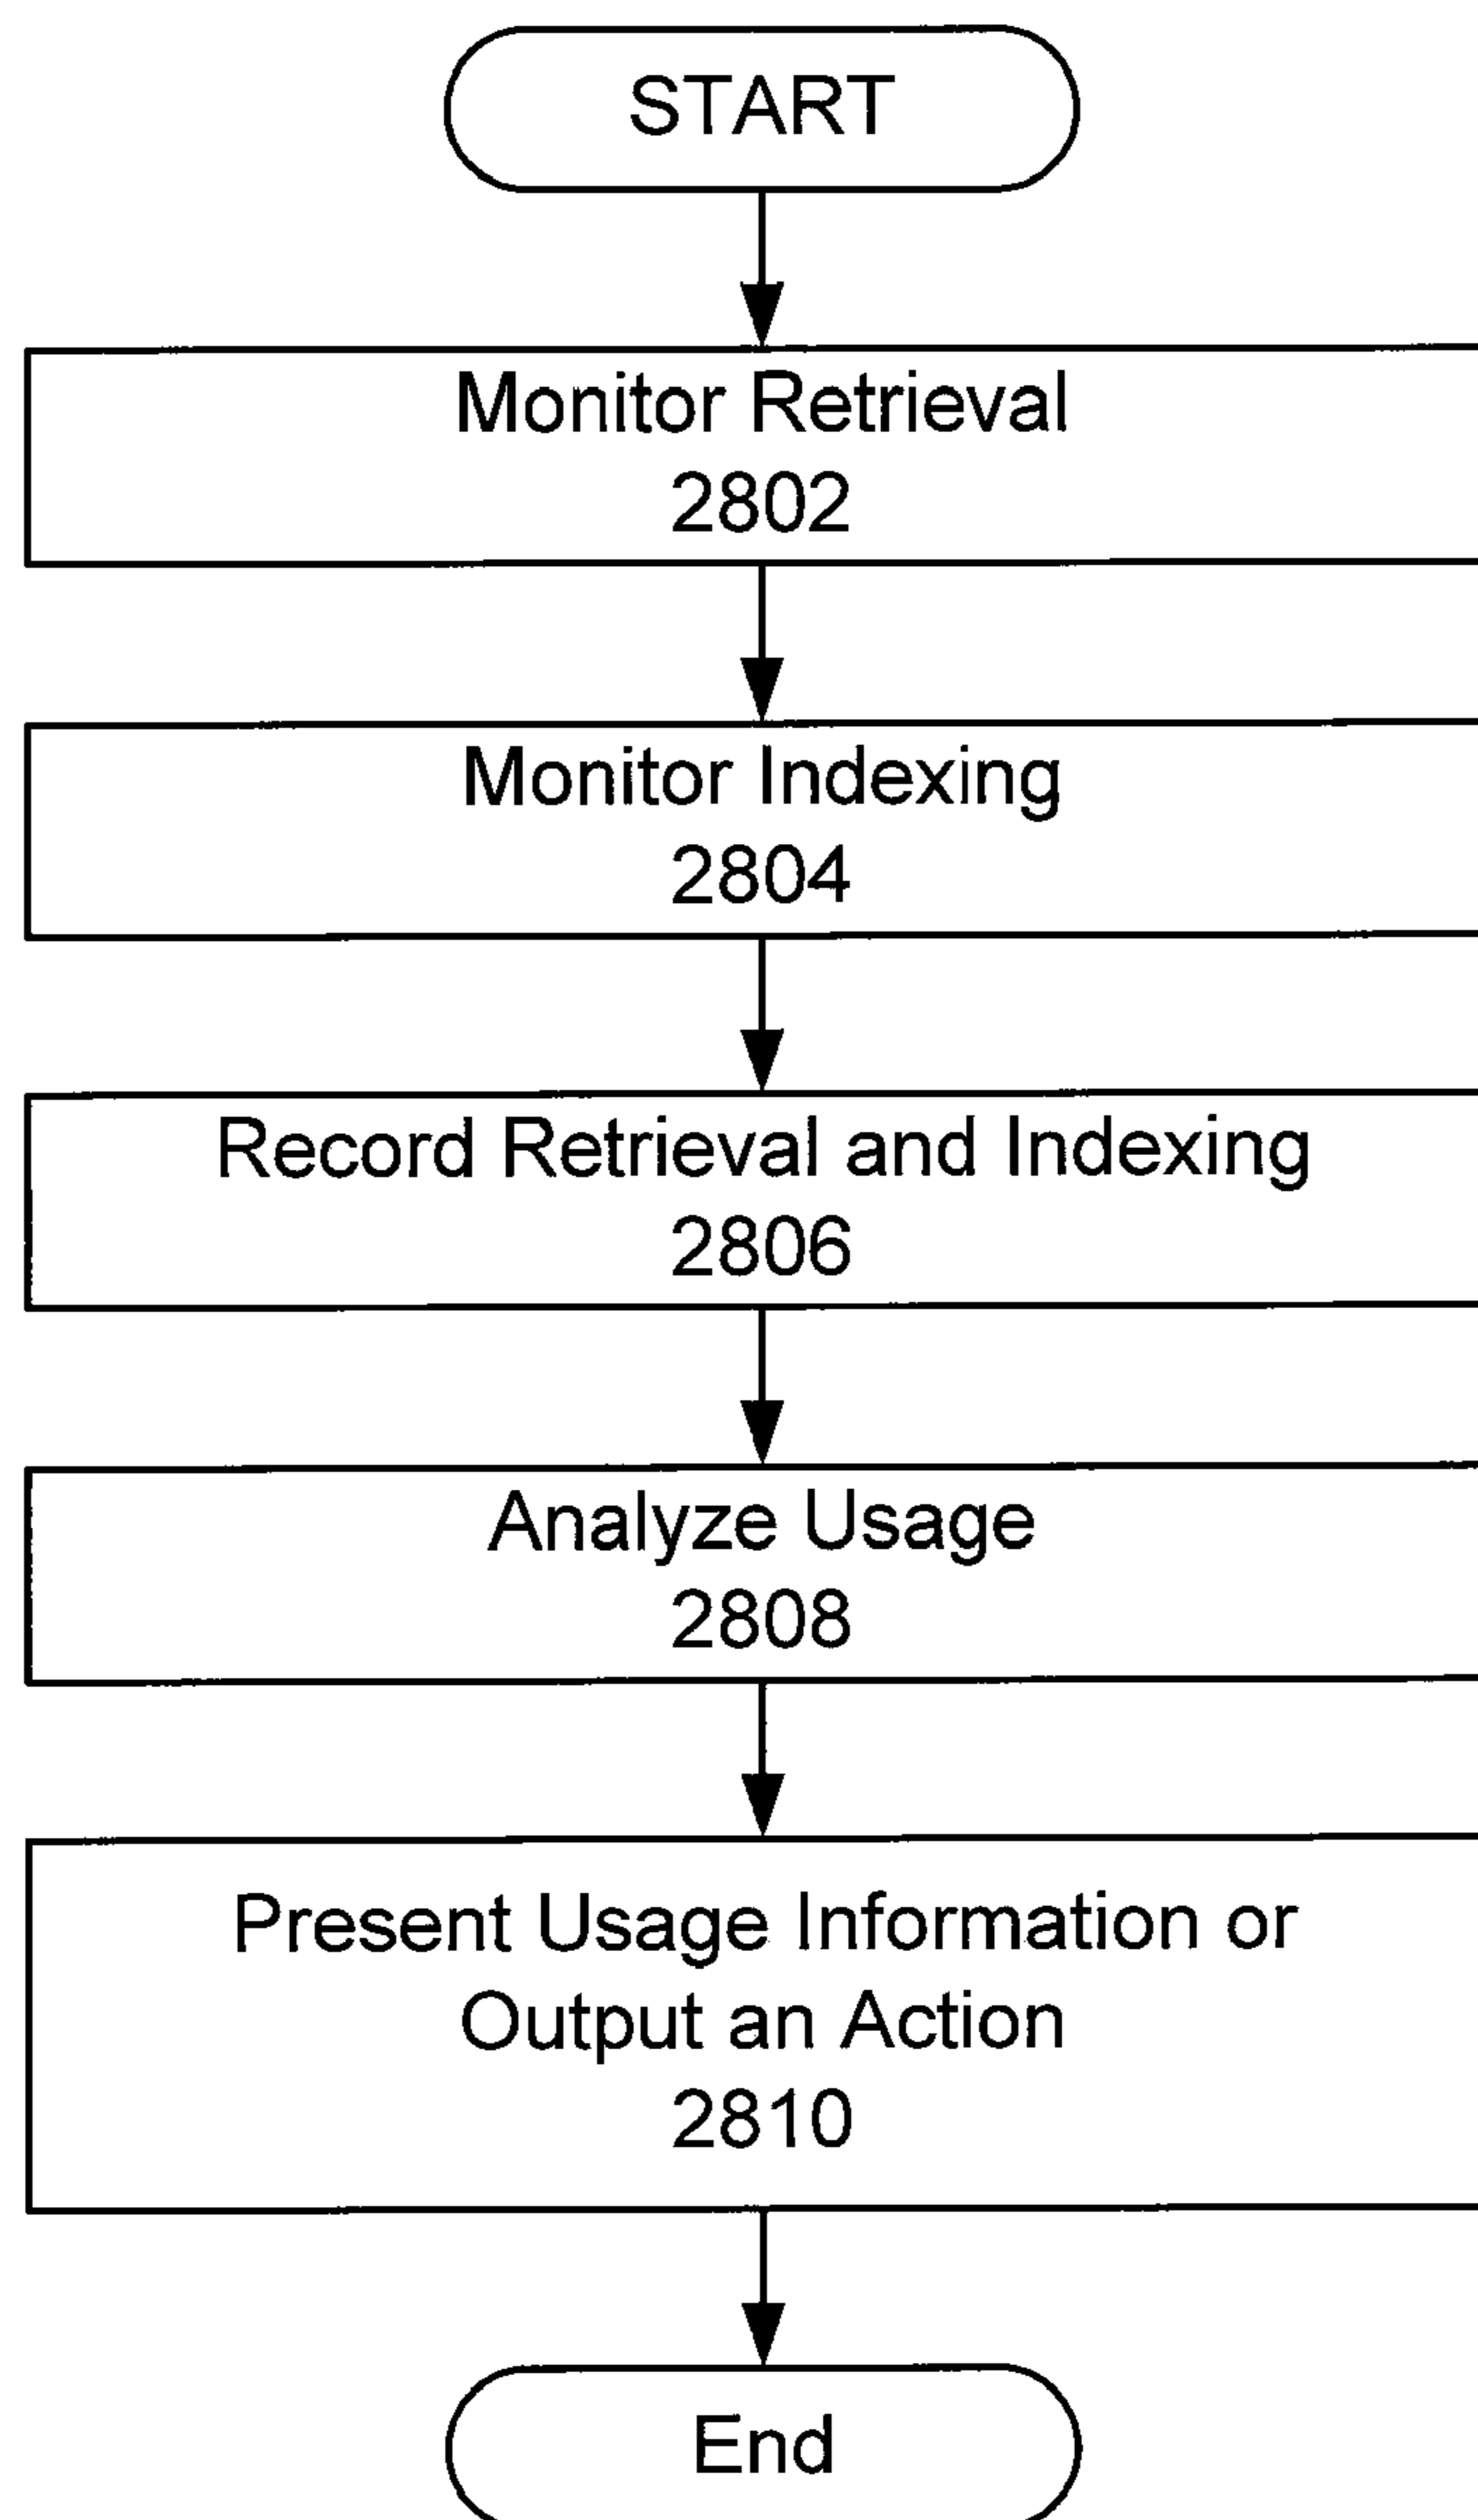 START
Monitor Retrieval
2802
Monitor Indexing
2804
Record Retrieval and Indexing
2806
Analyze Usage
2808
Present Usage Information or
Output an Action
2810
End